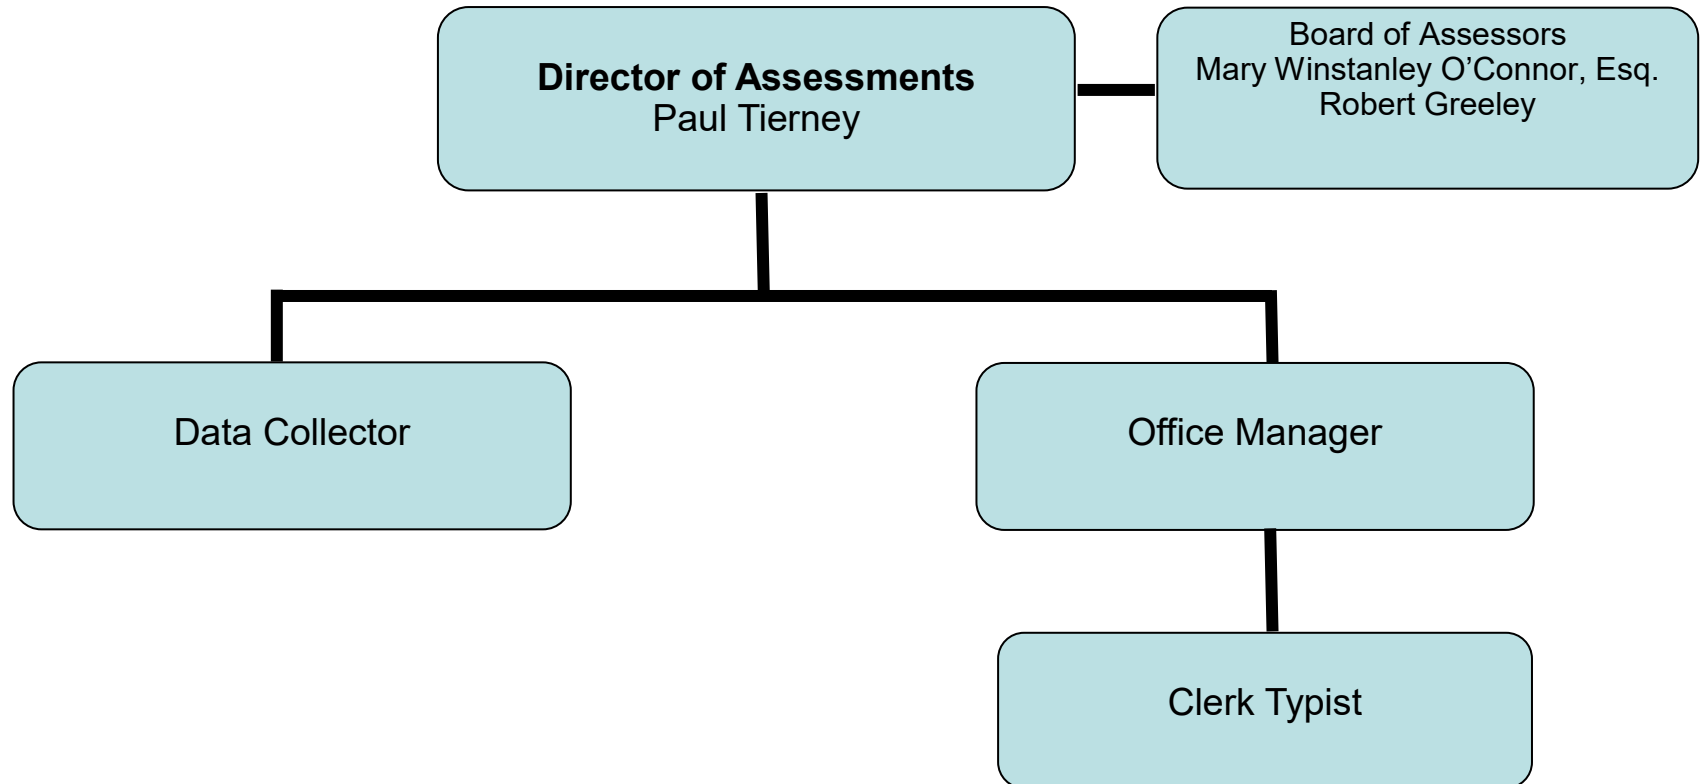 Director of Assessments
Paul Tierney
Board of Assessors
Mary Winstanley O’Connor, Esq.
Robert Greeley
Data Collector
Office Manager
Clerk Typist